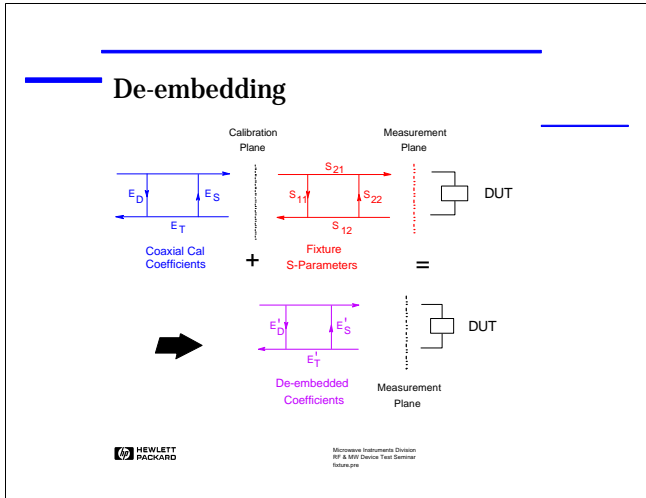 De-embedding
Calibration
Plane
Measurement
Plane
S21
ED
ES
S11
S22
DUT
ET
S12
Coaxial Cal
Coefficients
+
Fixture
S-Parameters
=
E'D
E'S
DUT
E'T
De-embedded
Coefficients
Measurement
Plane
hp HEWLETT
PACKARD
Microwave Instruments Division
RF & MW Device Test Seminar
fixture.pre